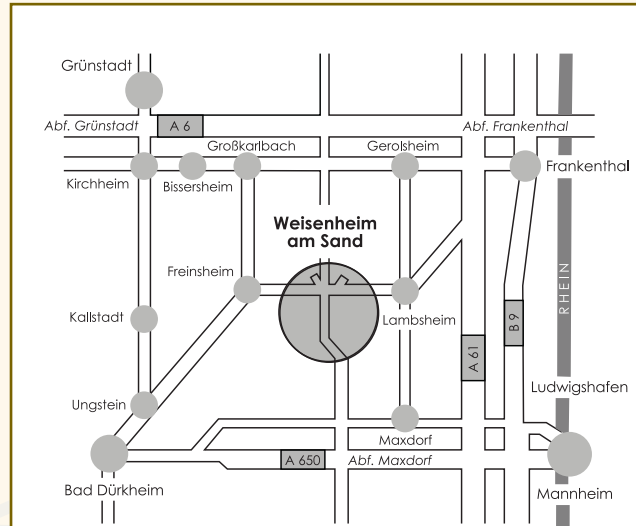 Grünstadt
Abf. Grünstadt
A 6
Abf. Frankenthal
Großkarlbach
Gerolsheim
Kirchheim
Bissersheim
Frankenthal
Weisenheim
am Sand
Freinsheim
RHEIN
Kallstadt
Lambsheim
B 9
A 61
Ludwigshafen
Ungstein
Maxdorf
A 650
Abf. Maxdorf
Bad Dürkheim
Mannheim